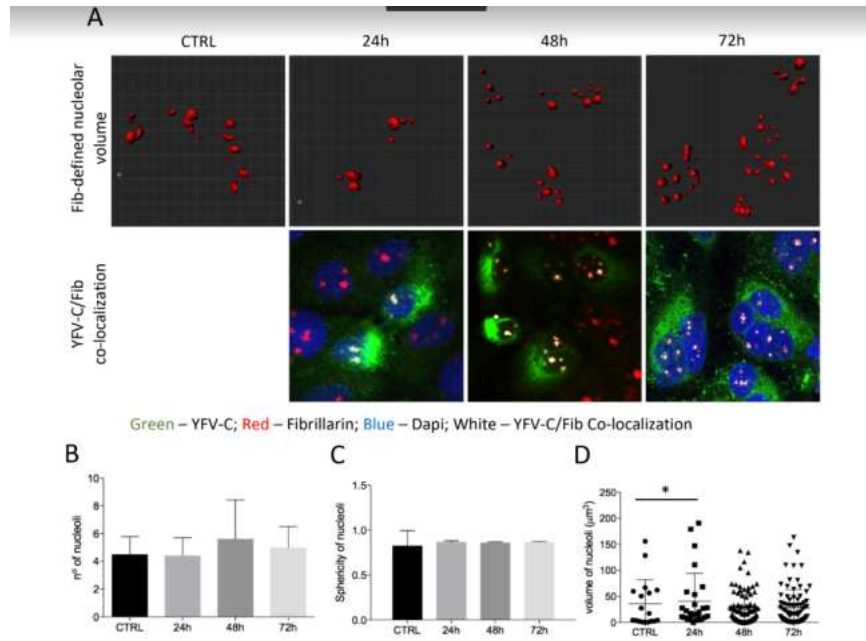 A
CTRL 24h 48h 72h
Fib-defined nucleolar
volume
YFV-C/Fib
co-localization
Green – YFV-C; Red – Fibrillarin; Blue – Dapi; White – YFV-C/Fib Co-localization
B
nº of nucleoli
10
8
6
4
2
0
CTRL 24h 48h 72h
C
Sphericity of nucleoli
1.5
1.0
0.5
0.0
CTRL 24h 48h 72h
D
volume of nucleoli (µm³)
250
200
150
100
50
0
*
CTRL 24h 48h 72h